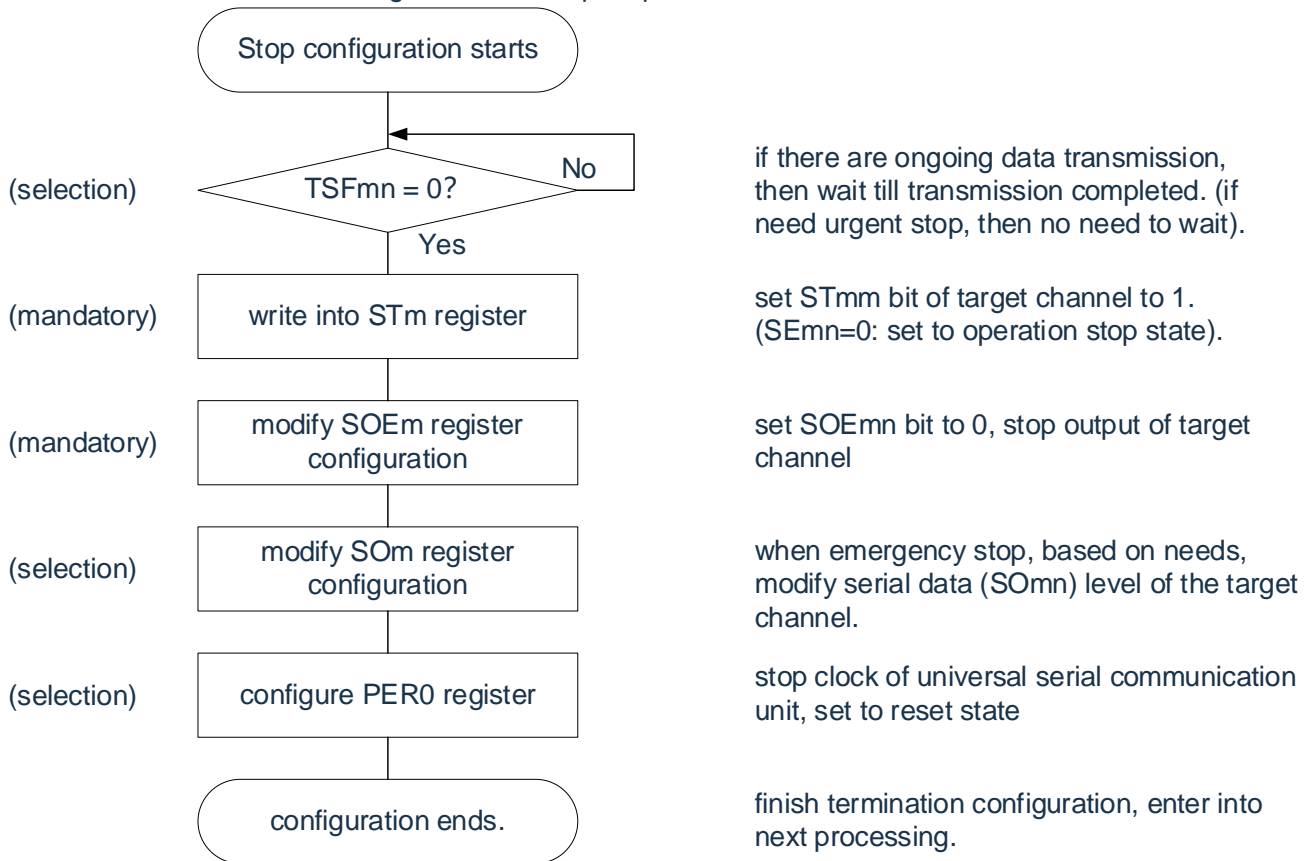 Stop configuration starts
(selection)
TSFmn = 0?
No
Yes
if there are ongoing data transmission,
then wait till transmission completed. (if
need urgent stop, then no need to wait).
(mandatory)
write into STm register
set STmm bit of target channel to 1.
(SEmn=0: set to operation stop state).
(mandatory)
modify SOEm register
configuration
set SOEmn bit to 0, stop output of target
channel
(selection)
modify SOm register
configuration
when emergency stop, based on needs,
modify serial data (SOmn) level of the target
channel.
(selection)
configure PER0 register
stop clock of universal serial communication
unit, set to reset state
configuration ends.
finish termination configuration, enter into
next processing.